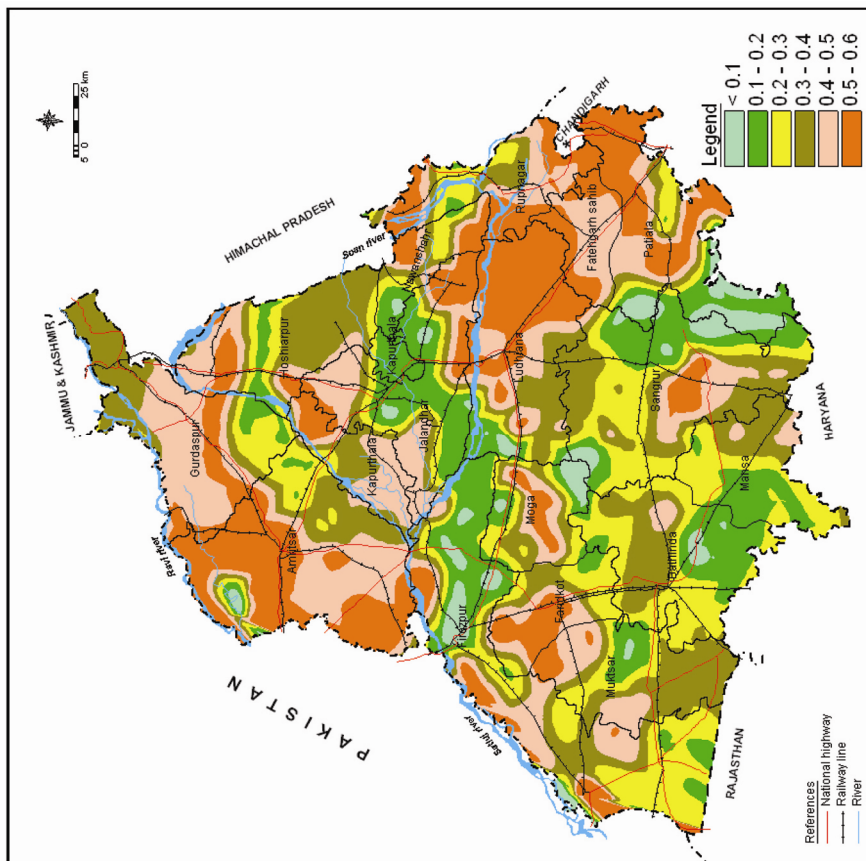 5 0 25 km
JAMMU & KASHMIR
HIMACHAL PRADESH
PAKISTAN
CHANDIGARH
HARYANA
RAJASTHAN
Ravi river
Soan river
Satluj river
Gurdaspur
Hoshiarpur
Amritsar
Kapurthala
Kapurthala
Jalandhar
Nawanshahr
Rupnagar
Ludhiana
Fatehgarh sahib
Patiala
Moga
Firozpur
Faridkot
Muktsar
Bathinda
Sangrur
Mansa
Legend
< 0.1
0.1 - 0.2
0.2 - 0.3
0.3 - 0.4
0.4 - 0.5
0.5 - 0.6
References
National highway
Railway line
River